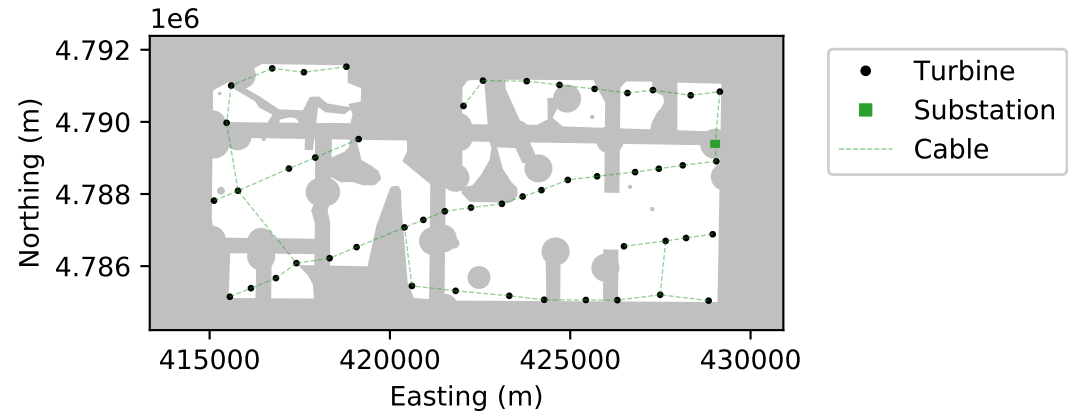 1e6
4.792
4.790
4.788
4.786
Northing (m)
415000 420000 425000 430000
Easting (m)
Turbine
Substation
Cable